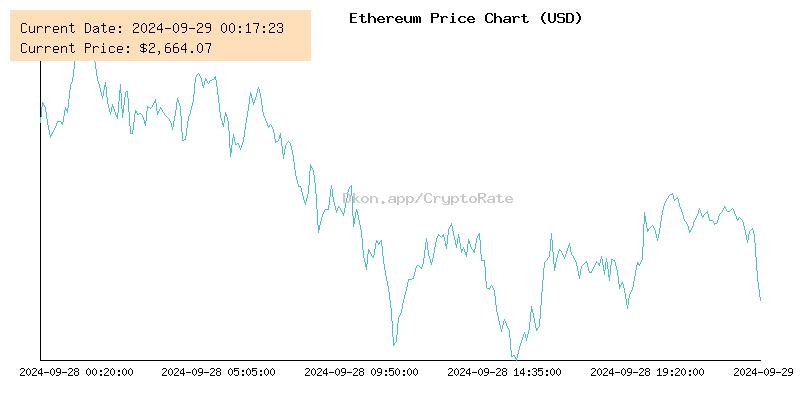 Ethereum Price Chart (USD)
Current Date: 2024-09-29 00:17:23
Current Price: $2,664.07
Dkon.app/CryptoRate
2024-09-28 00:20:00 2024-09-28 05:05:00 2024-09-28 09:50:00 2024-09-28 14:35:00 2024-09-28 19:20:00 2024-09-29